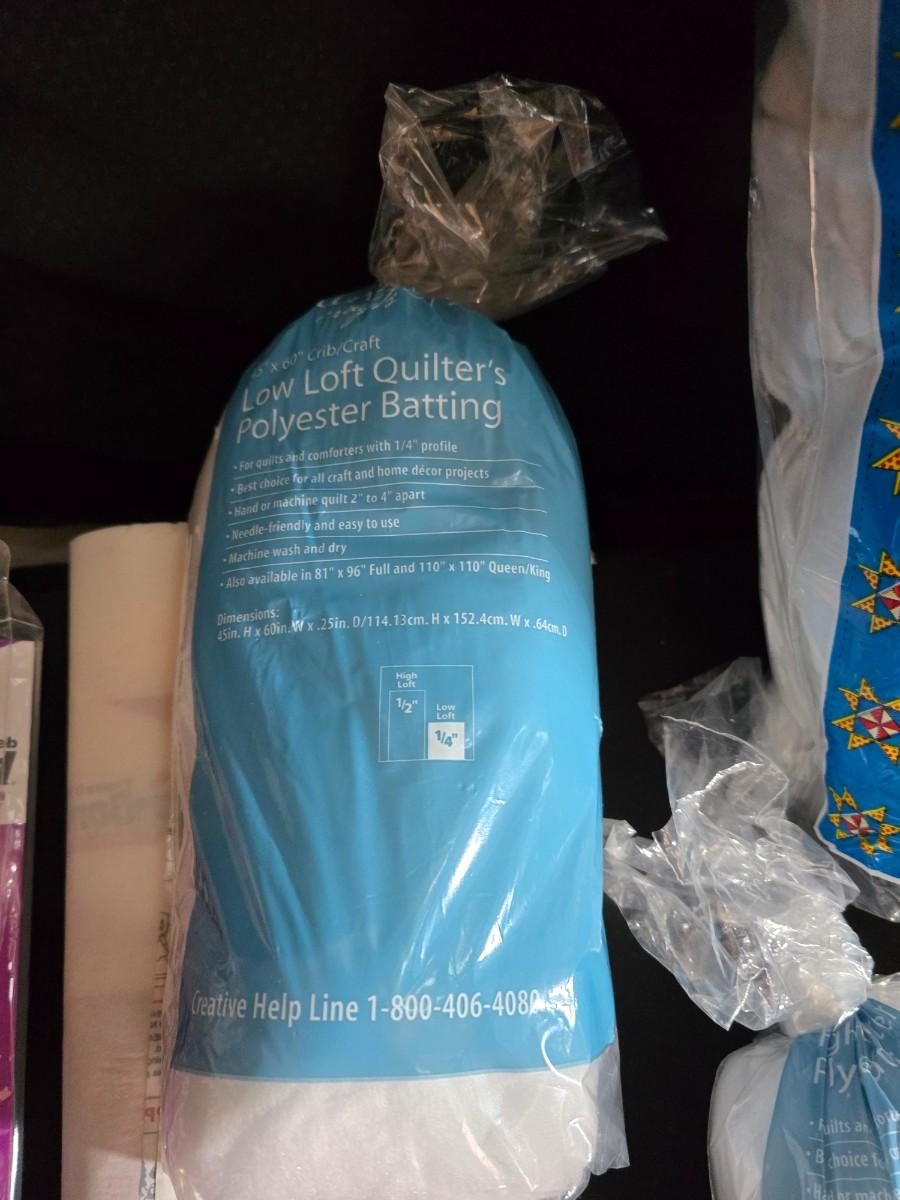 45" x 60" Crib/Craft
Low Loft Quilter's
Polyester Batting
• For quilts and comforters with 1/4" profile
• Best choice for all craft and home décor projects
• Hand or machine quilt 2" to 4" apart
• Needle-friendly and easy to use
• Machine wash and dry
• Also available in 81" x 96" Full and 110" x 110" Queen/King
Dimensions:
45in. H x 60in. W x .25in. D/114.13cm. H x 152.4cm. W x .64cm. D
High
Loft
1/2"
Low
Loft
1/4"
Creative Help Line 1-800-406-4080